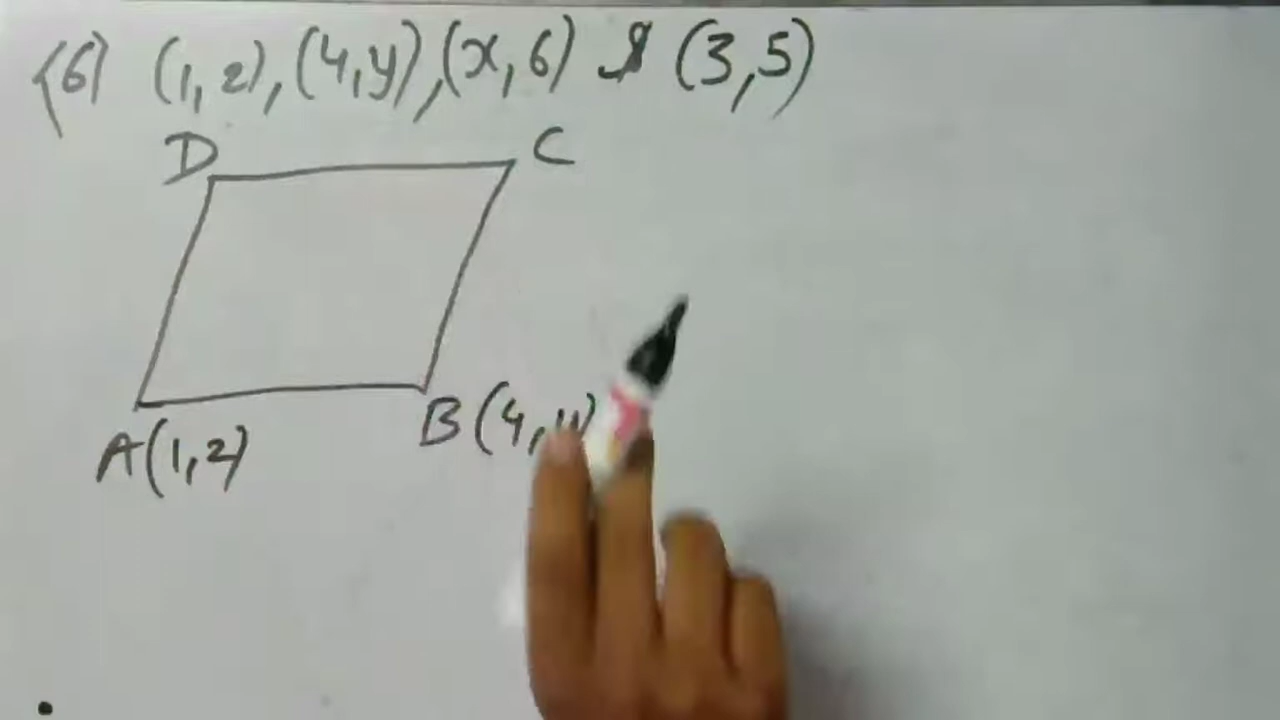 (6) (1,2), (4,y), (x,6) & (3,5)
D C
A(1,2) B(4,y)